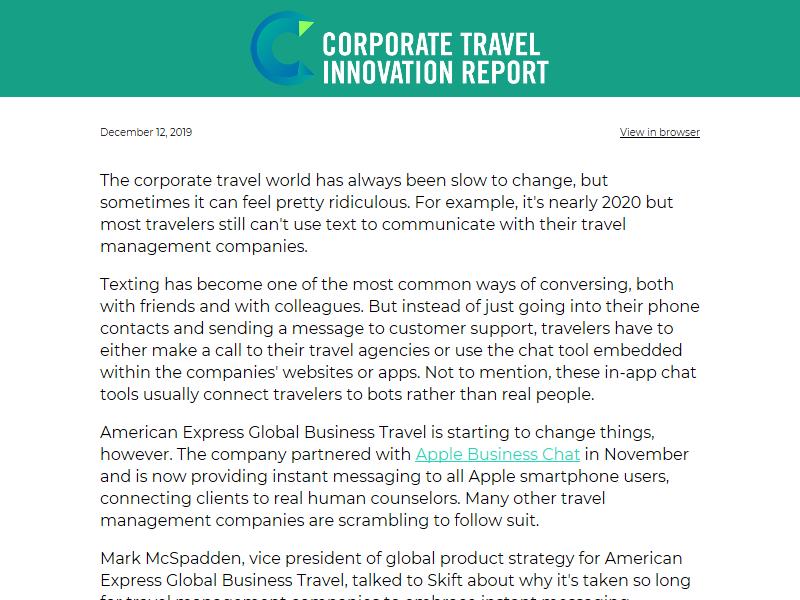 CORPORATE TRAVEL
INNOVATION REPORT
December 12, 2019
View in browser
The corporate travel world has always been slow to change, but
sometimes it can feel pretty ridiculous. For example, it's nearly 2020 but
most travelers still can't use text to communicate with their travel
management companies.
Texting has become one of the most common ways of conversing, both
with friends and with colleagues. But instead of just going into their phone
contacts and sending a message to customer support, travelers have to
either make a call to their travel agencies or use the chat tool embedded
within the companies' websites or apps. Not to mention, these in-app chat
tools usually connect travelers to bots rather than real people.
American Express Global Business Travel is starting to change things,
however. The company partnered with Apple Business Chat in November
and is now providing instant messaging to all Apple smartphone users,
connecting clients to real human counselors. Many other travel
management companies are scrambling to follow suit.
Mark McSpadden, vice president of global product strategy for American
Express Global Business Travel, talked to Skift about why it's taken so long
for travel management companies to embrace instant messaging